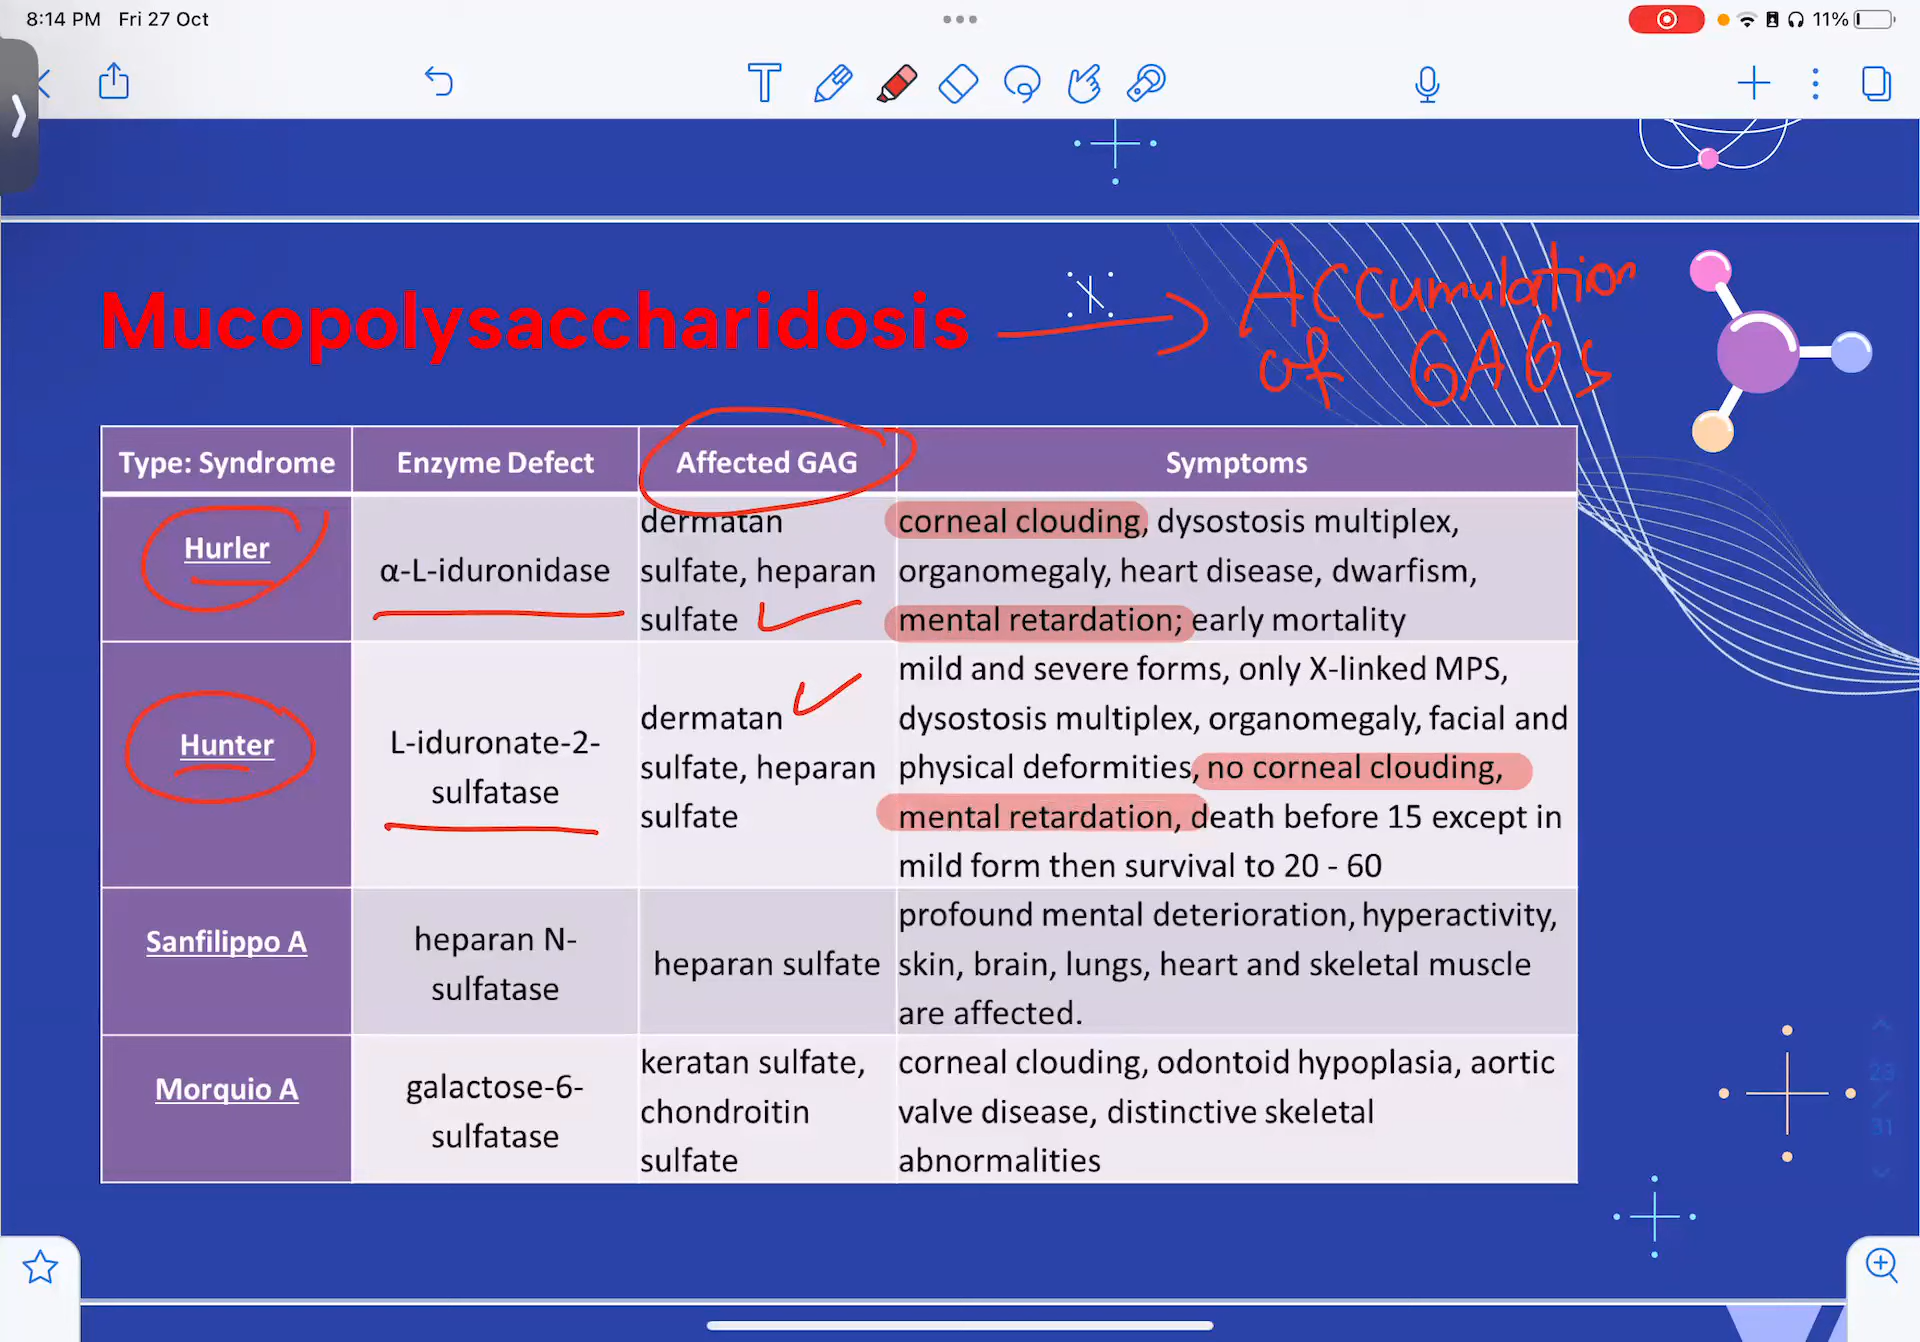 8:14 PM Fri 27 Oct
11%
Mucopolysaccharidosis
Accumulation
of GAGs
Type: Syndrome
Enzyme Defect
Affected GAG
Symptoms
Hurler
α-L-iduronidase
dermatan
sulfate, heparan
sulfate
corneal clouding, dysostosis multiplex,
organomegaly, heart disease, dwarfism,
mental retardation; early mortality
Hunter
L-iduronate-2-
sulfatase
dermatan
sulfate, heparan
sulfate
mild and severe forms, only X-linked MPS,
dysostosis multiplex, organomegaly, facial and
physical deformities, no corneal clouding,
mental retardation, death before 15 except in
mild form then survival to 20 - 60
Sanfilippo A
heparan N-
sulfatase
heparan sulfate
profound mental deterioration, hyperactivity,
skin, brain, lungs, heart and skeletal muscle
are affected.
Morquio A
galactose-6-
sulfatase
keratan sulfate,
chondroitin
sulfate
corneal clouding, odontoid hypoplasia, aortic
valve disease, distinctive skeletal
abnormalities